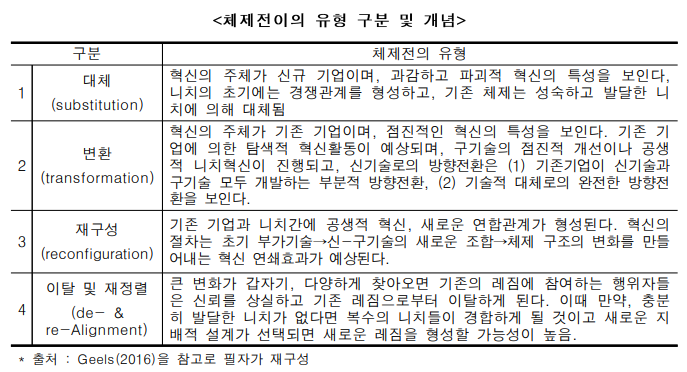 <체제전이의 유형 구분 및 개념>
구분
체제전의 유형
1
대체
(substitution)
혁신의 주체가 신규 기업이며, 과감하고 파괴적 혁신의 특성을 보인다,
니치의 초기에는 경쟁관계를 형성하고, 기존 체제는 성숙하고 발달한 니
치에 의해 대체됨
2
변환
(transformation)
혁신의 주체가 기존 기업이며, 점진적인 혁신의 특성을 보인다. 기존 기
업에 의한 탐색적 혁신활동이 예상되며, 구기술의 점진적 개선이나 공생
적 니치혁신이 진행되고, 신기술로의 방향전환은 (1) 기존기업이 신기술과
구기술 모두 개발하는 부분적 방향전환, (2) 기술적 대체로의 완전한 방향전
환을 보인다.
3
재구성
(reconfiguration)
기존 기업과 니치간에 공생적 혁신, 새로운 연합관계가 형성된다. 혁신의
절차는 초기 부가기술→신-구기술의 새로운 조합→체제 구조의 변화를 만들
어내는 혁신 연쇄효과가 예상된다.
4
이탈 및 재정렬
(de- &
re-Alignment)
큰 변화가 갑자기, 다양하게 찾아오면 기존의 레짐에 참여하는 행위자들
은 신뢰를 상실하고 기존 레짐으로부터 이탈하게 된다. 이때 만약, 충분
히 발달한 니치가 없다면 복수의 니치들이 경합하게 될 것이고 새로운 지
배적 설계가 선택되면 새로운 레짐을 형성할 가능성이 높음.
* 출처 : Geels(2016)을 참고로 필자가 재구성